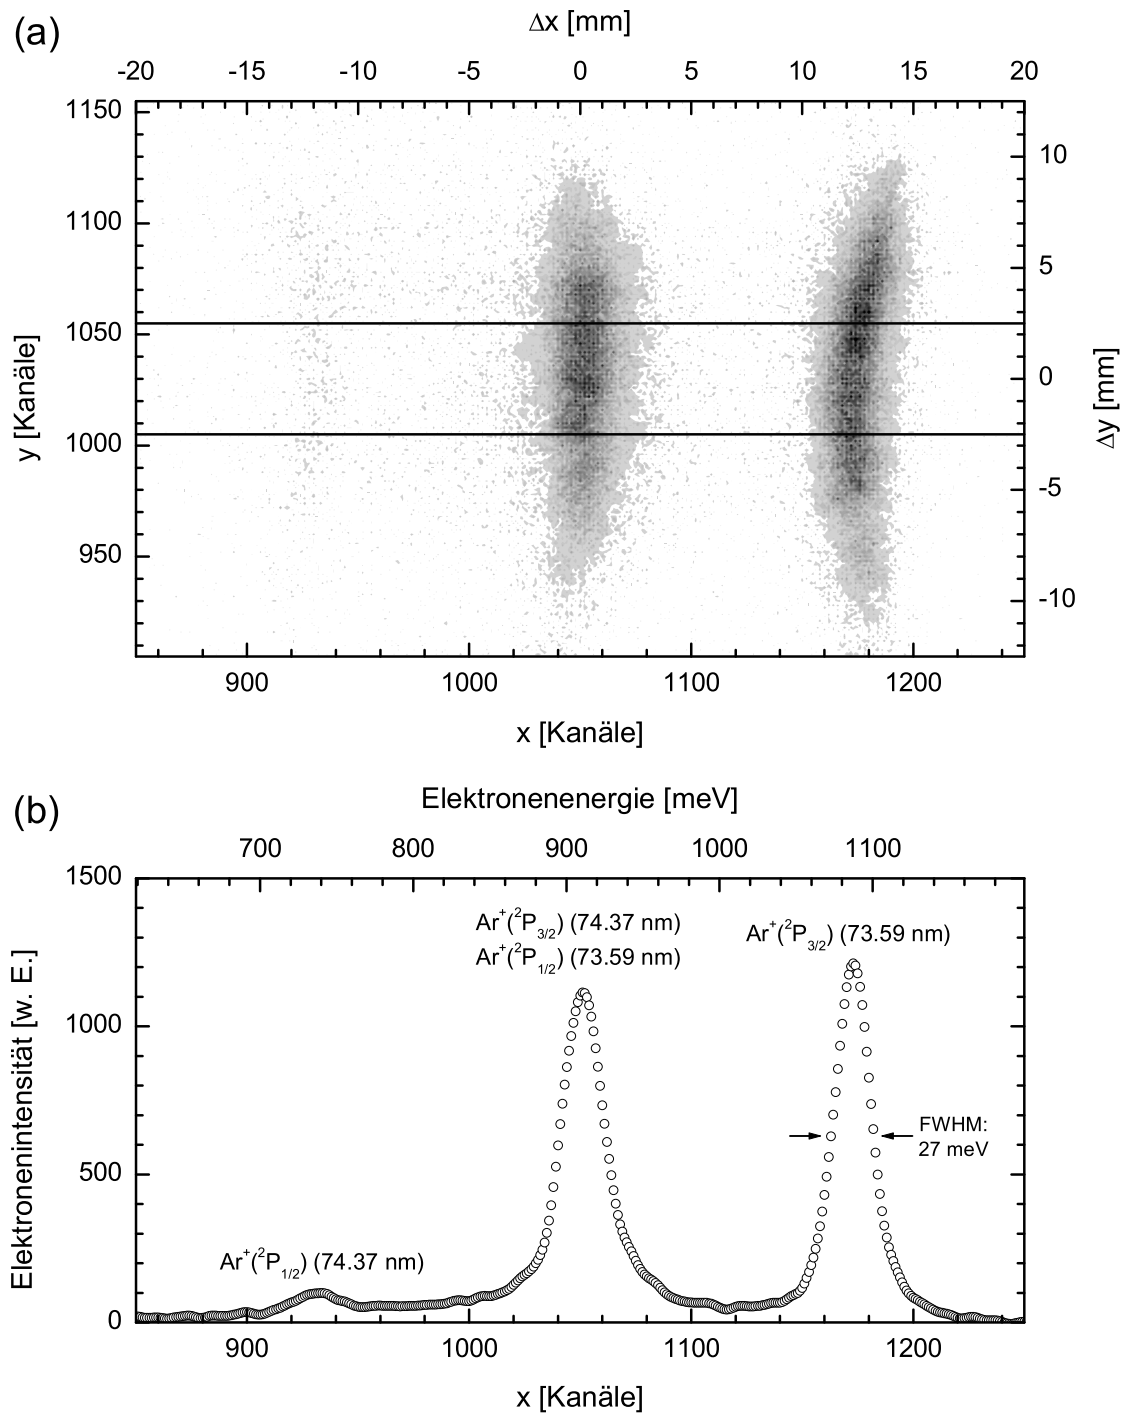 (a)
Δx [mm]
-20 -15 -10 -5 0 5 10 15 20
1150
1100
1050
1000
950
y [Kanäle]
10
5
0
-5
-10
Δy [mm]
900 1000 1100 1200
x [Kanäle]
(b)
Elektronenenergie [meV]
700 800 900 1000 1100
1500
1000
500
0
Elektronenintensität [w. E.]
Ar⁺(²P₃/₂) (74.37 nm)
Ar⁺(²P₁/₂) (73.59 nm)
Ar⁺(²P₃/₂) (73.59 nm)
FWHM:
27 meV
Ar⁺(²P₁/₂) (74.37 nm)
900 1000 1100 1200
x [Kanäle]